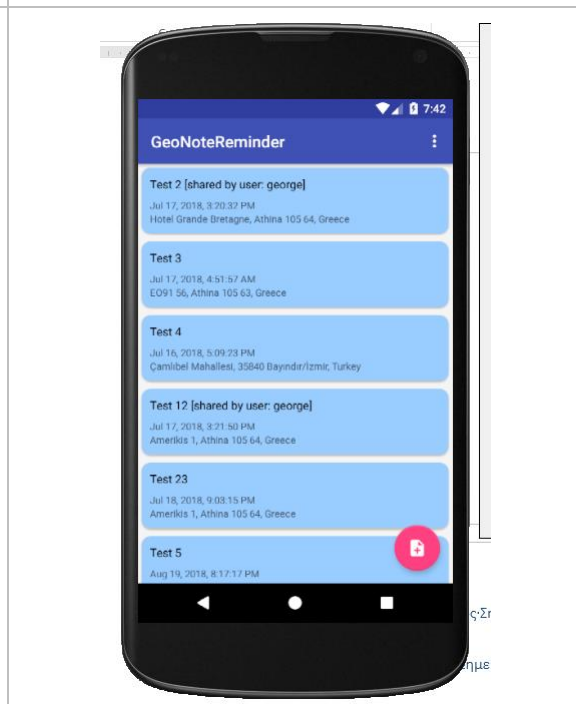 7:42
GeoNoteReminder
Test 2 [shared by user: george]
Jul 17, 2018, 3:20:37 PM
Hotel Grande Bretagne, Athina 105 64, Greece
Test 3
Jul 17, 2018, 4:51:57 AM
EO91 56, Athina 105 63, Greece
Test 4
Jul 16, 2018, 5:09:23 PM
Çamlıbel Mahallesi, 35840 Bayındır/İzmir, Turkey
Test 12 [shared by user: george]
Jul 17, 2018, 3:21:50 PM
Amerikis 1, Athina 105 64, Greece
Test 23
Jul 18, 2018, 9:03:15 PM
Amerikis 1, Athina 105 64, Greece
Test 5
Aug 19, 2018, 8:17:17 PM